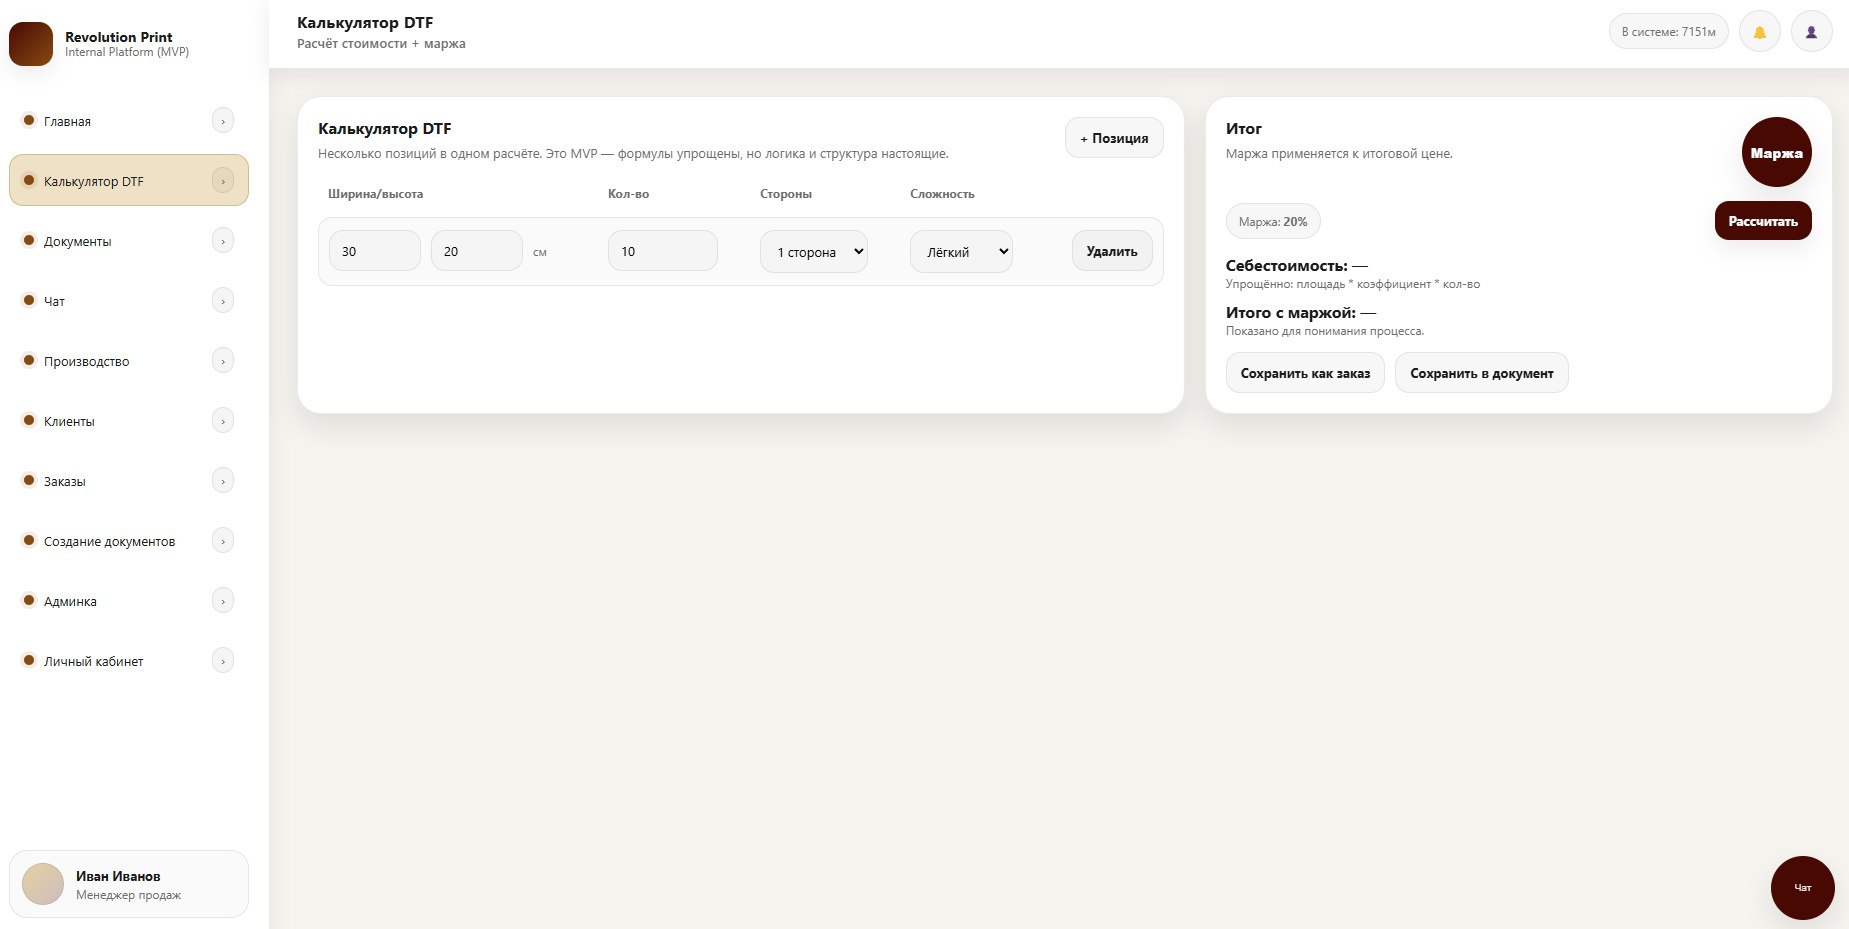 Revolution Print
Internal Platform (MVP)
Главная
Калькулятор DTF
Документы
Чат
Производство
Клиенты
Заказы
Создание документов
Админка
Личный кабинет
Иван Иванов
Менеджер продаж
Калькулятор DTF
Расчёт стоимости + маржа
В системе: 7151м
Калькулятор DTF
Несколько позиций в одном расчёте. Это MVP — формулы упрощены, но логика и структура настоящие.
+ Позиция
Ширина/высота Кол-во Стороны Сложность
30 20 см 10 1 сторона Лёгкий Удалить
Итог
Маржа применяется к итоговой цене.
Маржа
Маржа: 20%
Рассчитать
Себестоимость: —
Упрощённо: площадь * коэффициент * кол-во
Итого с маржой: —
Показано для понимания процесса.
Сохранить как заказ Сохранить в документ
Чат